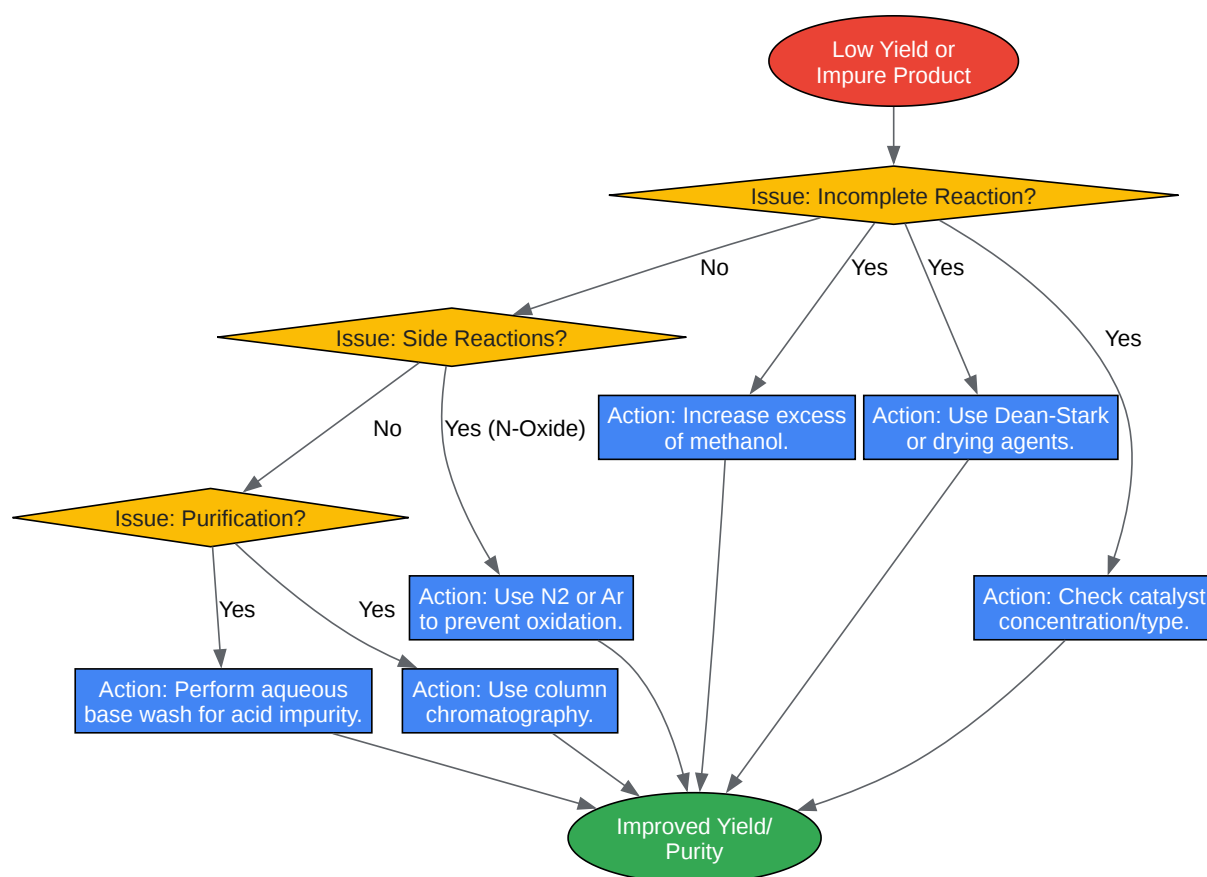 Low Yield or
Impure Product
Issue: Incomplete Reaction?
No
Yes
Yes
Yes
Issue: Side Reactions?
Action: Increase excess
of methanol.
Action: Use Dean-Stark
or drying agents.
No
Yes (N-Oxide)
Issue: Purification?
Action: Use N2 or Ar
to prevent oxidation.
Action: Check catalyst
concentration/type.
Yes
Yes
Action: Perform aqueous
base wash for acid impurity.
Action: Use column
chromatography.
Improved Yield/
Purity